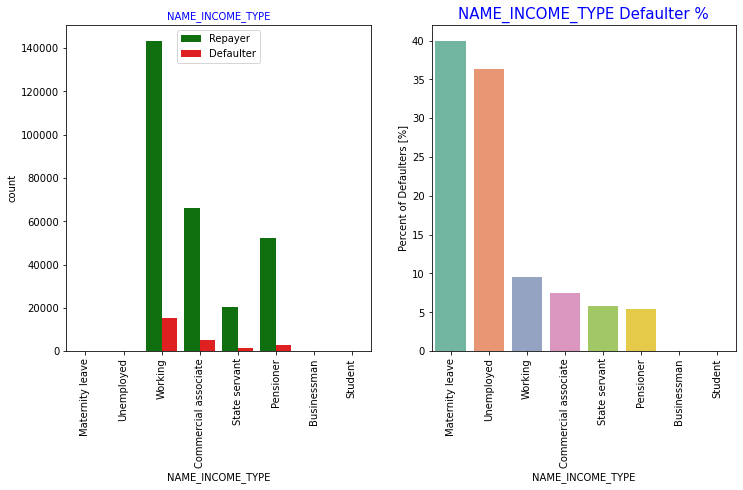 NAME_INCOME_TYPE
Repayer
Defaulter
140000
120000
100000
80000
60000
40000
20000
0
count
Maternity leave
Unemployed
Working
Commercial associate
State servant
Pensioner
Businessman
Student
NAME_INCOME_TYPE
NAME_INCOME_TYPE Defaulter %
40
35
30
25
20
15
10
5
0
Percent of Defaulters [%]
Maternity leave
Unemployed
Working
Commercial associate
State servant
Pensioner
Businessman
Student
NAME_INCOME_TYPE